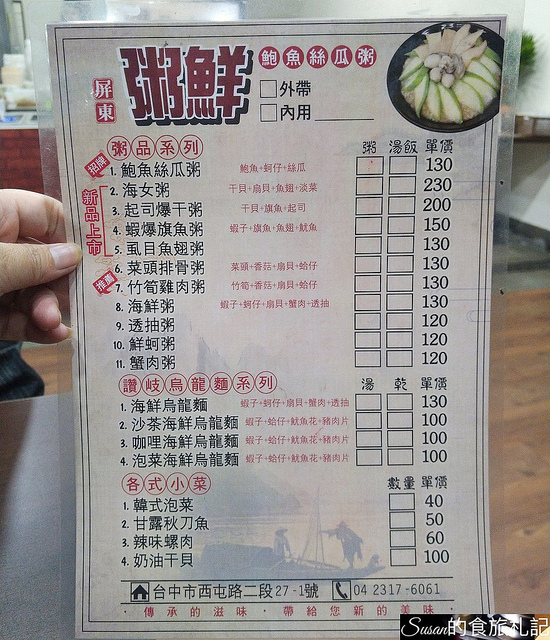 屏東 粥鮮 鮑魚絲瓜粥
□外帶
□內用
粥品系列 粥 湯飯 單價
招牌 1. 鮑魚絲瓜粥 鮑魚+蚵仔+絲瓜 130
新品上市 2. 海女粥 干貝+扇貝+魚翅+淡菜 230
3. 起司爆干粥 干貝+旗魚+起司 200
4. 蝦爆旗魚粥 蝦子+旗魚+魚翅+魷魚 150
5. 虱目魚翅粥 130
推薦 6. 菜頭排骨粥 菜頭+香菇+扇貝+蛤仔 130
7. 竹筍雞肉粥 竹筍+香菇+扇貝+蛤仔 130
8. 海鮮粥 蝦子+蚵仔+扇貝+蟹肉+透抽 130
9. 透抽粥 120
10. 鮮蚵粥 120
11. 蟹肉粥 120
讚岐烏龍麵系列 湯 乾 單價
1. 海鮮烏龍麵 蝦子+蚵仔+扇貝+蟹肉+透抽 130
2. 沙茶海鮮烏龍麵 蝦子+蛤仔+魷魚花+豬肉片 100
3. 咖哩海鮮烏龍麵 蝦子+蛤仔+魷魚花+豬肉片 100
4. 泡菜海鮮烏龍麵 蝦子+蛤仔+魷魚花+豬肉片 100
各式小菜 數量 單價
1. 韓式泡菜 40
2. 甘露秋刀魚 50
3. 辣味螺肉 60
4. 奶油干貝 100
台中市西屯路二段27-1號 04 2317-6061
·傳承的滋味·帶給您新的美味·
Susan的食旅札記